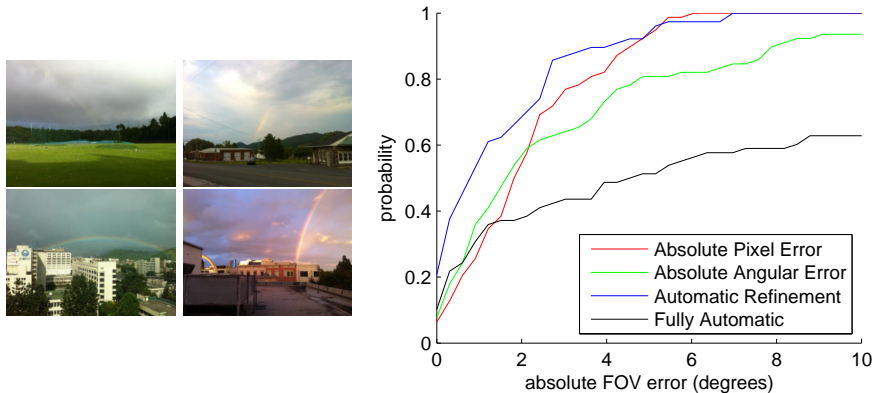 1
0.8
0.6
0.4
0.2
0
0 2 4 6 8 10
probability
absolute FOV error (degrees)
Absolute Pixel Error
Absolute Angular Error
Automatic Refinement
Fully Automatic